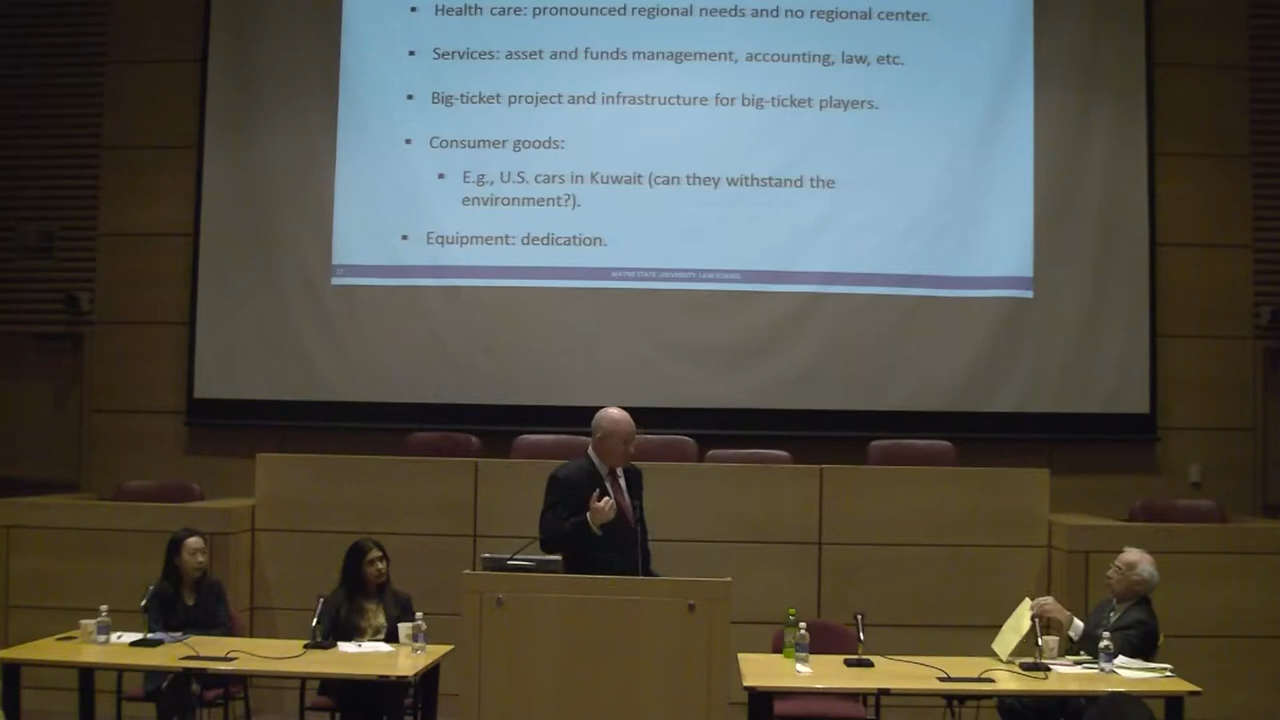 ▪ Health care: pronounced regional needs and no regional center.
▪ Services: asset and funds management, accounting, law, etc.
▪ Big-ticket project and infrastructure for big-ticket players.
▪ Consumer goods:
▪ E.g., U.S. cars in Kuwait (can they withstand the
environment?).
▪ Equipment: dedication.
WAYNE STATE UNIVERSITY LAW SCHOOL